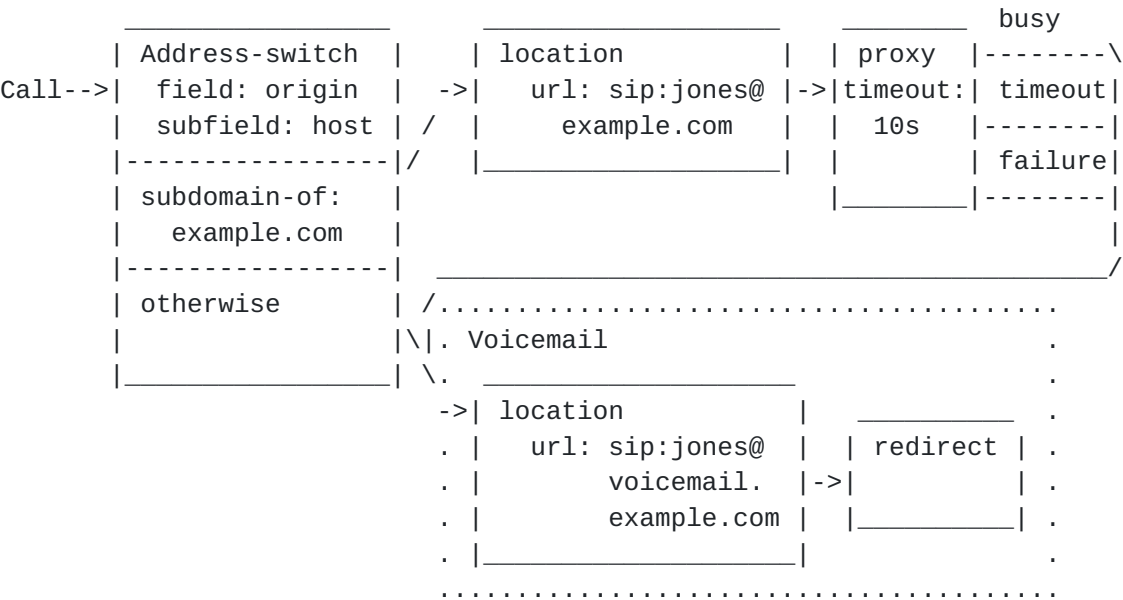 busy
Address-switch location proxy
Call--> field: origin -> url: sip:jones@ -> timeout: timeout
subfield: host example.com 10s
failure
subdomain-of:
example.com
otherwise
Voicemail
-> location
url: sip:jones@ redirect
voicemail. ->
example.com